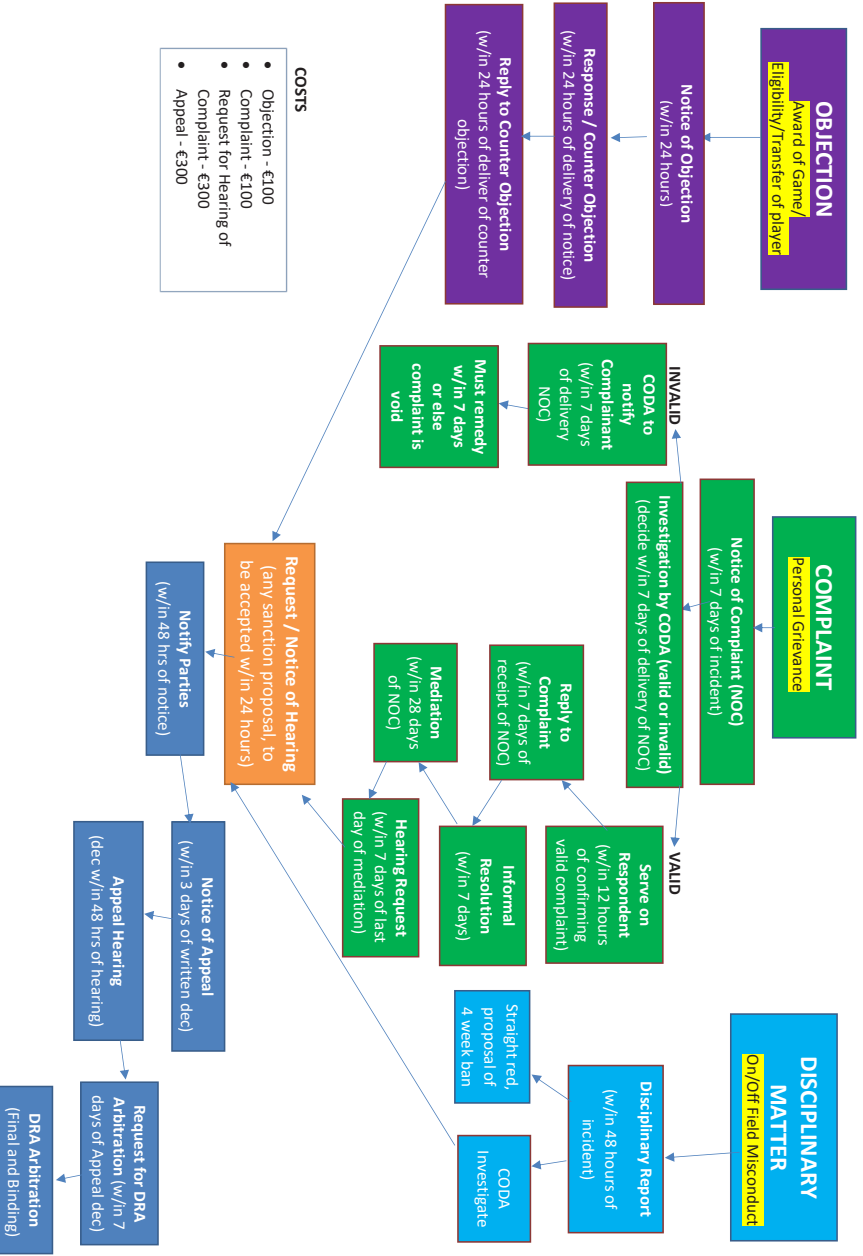 OBJECTION
Award of Game/
Eligibility/Transfer of player
Notice of Objection
(w/in 24 hours)
Response / Counter Objection
(w/in 24 hours of delivery of notice)
Reply to Counter Objection
(w/in 24 hours of deliver of counter
objection)
COSTS
• Objection - €100
• Complaint - €100
• Request for Hearing of
Complaint - €300
• Appeal - €300
COMPLAINT
Personal Grievance
Notice of Complaint (NOC)
(w/in 7 days of incident)
Investigation by CODA (valid or invalid)
(decide w/in 7 days of delivery of NOC)
INVALID
CODA to
notify
Complainant
(w/in 7 days
of delivery
NOC)
Must remedy
w/in 7 days
or else
complaint is
void
VALID
Serve on
Respondent
(w/in 12 hours
of confirming
valid complaint)
Reply to
Complaint
(w/in 7 days of
receipt of NOC)
Informal
Resolution
(w/in 7 days)
Mediation
(w/in 28 days
of NOC)
Hearing Request
(w/in 7 days of last
day of mediation)
DISCIPLINARY
MATTER
On/Off Field Misconduct
Disciplinary Report
(w/in 48 hours of
incident)
Straight red,
proposal of
4 week ban
CODA
Investigate
Request / Notice of Hearing
(any sanction proposal, to
be accepted w/in 24 hours)
Notify Parties
(w/in 48 hrs of notice)
Notice of Appeal
(w/in 3 days of written dec)
Appeal Hearing
(dec w/in 48 hrs of hearing)
Request for DRA
Arbitration (w/in 7
days of Appeal dec)
DRA Arbitration
(Final and Binding)